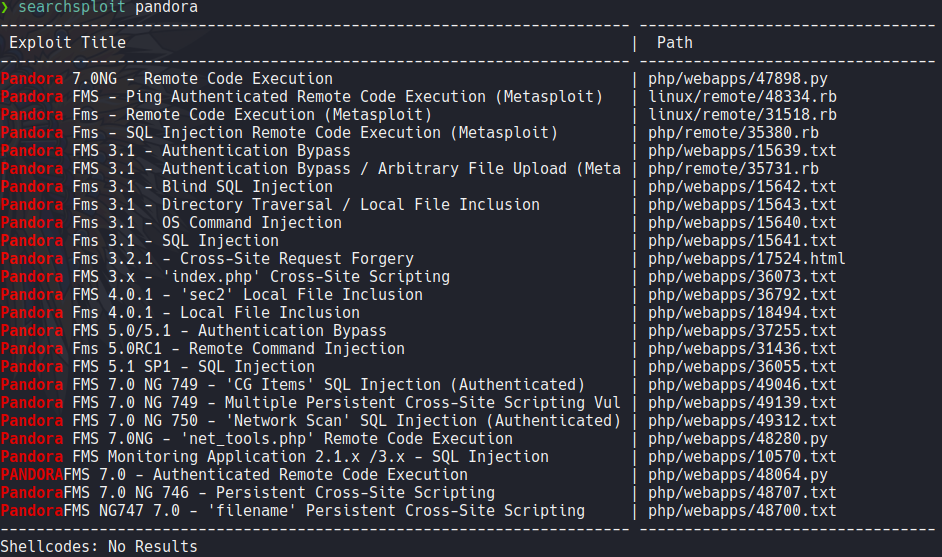 ❯ searchsploit pandora
---------------------------------------------------------------------- ---------------------------------
Exploit Title | Path
---------------------------------------------------------------------- ---------------------------------
Pandora 7.0NG - Remote Code Execution | php/webapps/47898.py
Pandora FMS - Ping Authenticated Remote Code Execution (Metasploit) | linux/remote/48334.rb
Pandora Fms - Remote Code Execution (Metasploit) | linux/remote/31518.rb
Pandora Fms - SQL Injection Remote Code Execution (Metasploit) | php/remote/35380.rb
Pandora FMS 3.1 - Authentication Bypass | php/webapps/15639.txt
Pandora FMS 3.1 - Authentication Bypass / Arbitrary File Upload (Meta | php/remote/35731.rb
Pandora Fms 3.1 - Blind SQL Injection | php/webapps/15642.txt
Pandora Fms 3.1 - Directory Traversal / Local File Inclusion | php/webapps/15643.txt
Pandora Fms 3.1 - OS Command Injection | php/webapps/15640.txt
Pandora Fms 3.1 - SQL Injection | php/webapps/15641.txt
Pandora Fms 3.2.1 - Cross-Site Request Forgery | php/webapps/17524.html
Pandora FMS 3.x - 'index.php' Cross-Site Scripting | php/webapps/36073.txt
Pandora FMS 4.0.1 - 'sec2' Local File Inclusion | php/webapps/36792.txt
Pandora Fms 4.0.1 - Local File Inclusion | php/webapps/18494.txt
Pandora FMS 5.0/5.1 - Authentication Bypass | php/webapps/37255.txt
Pandora Fms 5.0RC1 - Remote Command Injection | php/webapps/31436.txt
Pandora FMS 5.1 SP1 - SQL Injection | php/webapps/36055.txt
Pandora FMS 7.0 NG 749 - 'CG Items' SQL Injection (Authenticated) | php/webapps/49046.txt
Pandora FMS 7.0 NG 749 - Multiple Persistent Cross-Site Scripting Vul | php/webapps/49139.txt
Pandora FMS 7.0 NG 750 - 'Network Scan' SQL Injection (Authenticated) | php/webapps/49312.txt
Pandora FMS 7.0NG - 'net_tools.php' Remote Code Execution | php/webapps/48280.py
Pandora FMS Monitoring Application 2.1.x /3.x - SQL Injection | php/webapps/10570.txt
PANDORAFMS 7.0 - Authenticated Remote Code Execution | php/webapps/48064.py
PandoraFMS 7.0 NG 746 - Persistent Cross-Site Scripting | php/webapps/48707.txt
PandoraFMS NG747 7.0 - 'filename' Persistent Cross-Site Scripting | php/webapps/48700.txt
---------------------------------------------------------------------- ---------------------------------
Shellcodes: No Results